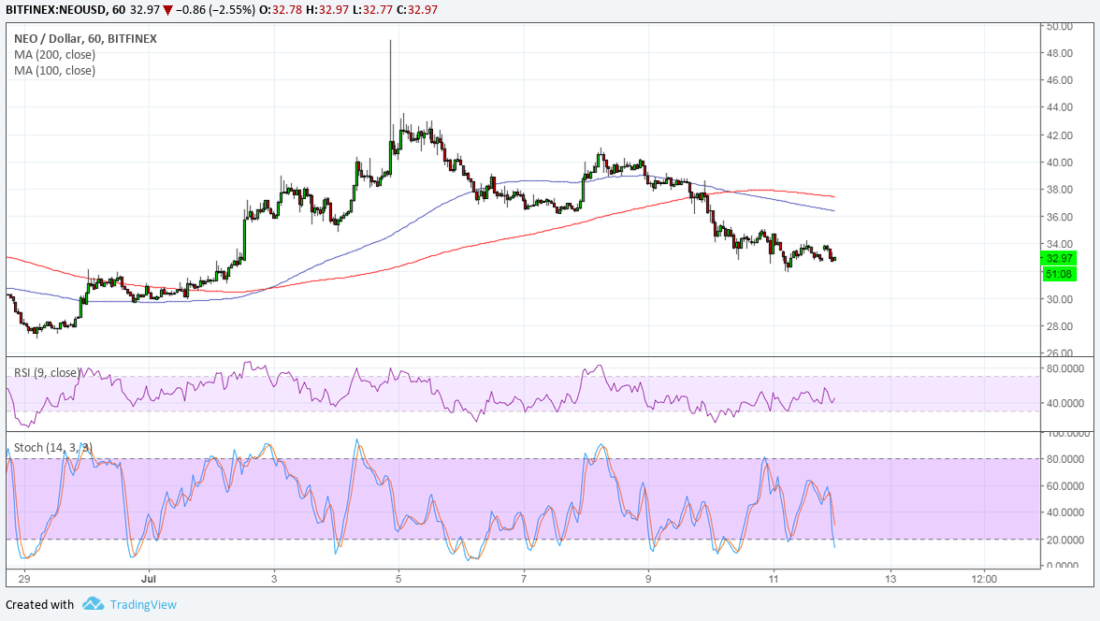 BITFINEX:NEOUSD, 60 32.97 ▼ −0.86 (−2.55%) O:32.78 H:32.97 L:32.77 C:32.97
NEO / Dollar, 60, BITFINEX
MA (200, close)
MA (100, close)
50.00
48.00
46.00
44.00
42.00
40.00
38.00
36.00
34.00
32.97
51:08
30.00
28.00
26.00
RSI (9, close)
80.0000
40.0000
Stoch (14, 3, 3)
100.0000
80.0000
60.0000
40.0000
20.0000
0.0000
29 Jul 3 5 7 9 11 13 12:00
Created with TradingView